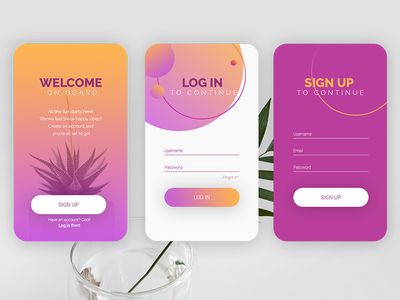 WELCOME
ON BOARD
All the fun starts here!
Wanna feel these happy vibes?
Create an account and
you're all set to go!
SIGN UP
Have an account? Cool!
Log in then!
LOG IN
TO CONTINUE
Username
Password
Forgot it?
LOG IN
SIGN UP
TO CONTINUE
Username
Email
Password
SIGN UP